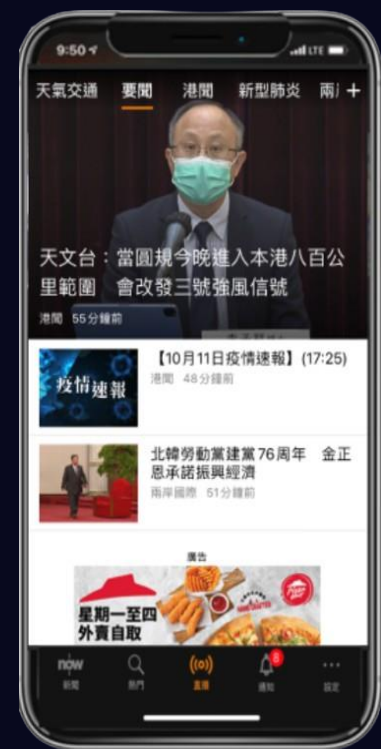 9:50
LTE
天氣交通 要聞 港聞 新型肺炎 兩 +
天文台：當圓規今晚進入本港八百公
里範圍 會改發三號強風信號
港聞 55分鐘前
疫情速報
【10月11日疫情速報】(17:25)
港聞 48分鐘前
北韓勞動黨建黨76周年 金正
恩承諾振興經濟
兩岸國際 51分鐘前
廣告
星期一至四
外賣自取
8
now
新聞 熱門 直播 通知 設定